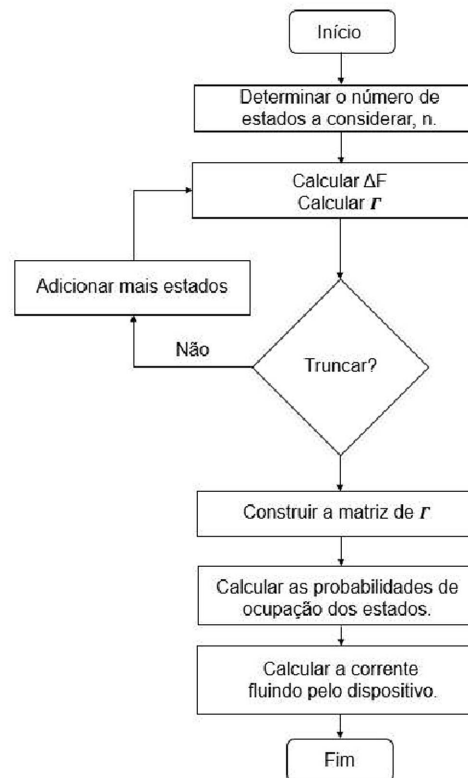 Início
Determinar o número de
estados a considerar, n.
Calcular ΔF
Calcular Γ
Adicionar mais estados
Não
Truncar?
Construir a matriz de Γ
Calcular as probabilidades de
ocupação dos estados.
Calcular a corrente
fluindo pelo dispositivo.
Fim